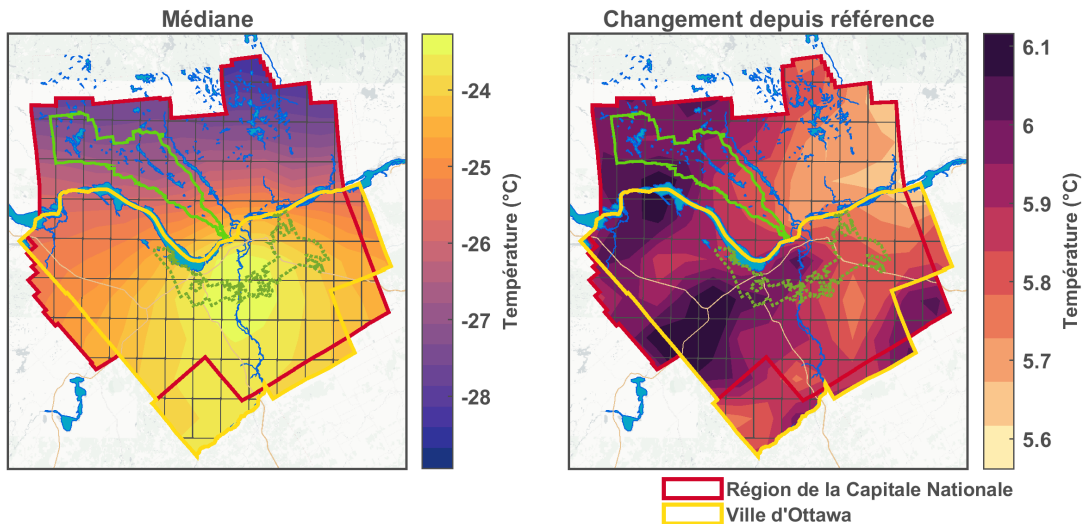 Médiane
Changement depuis référence
-24
-25
-26
-27
-28
Température (°C)
6.1
6
5.9
5.8
5.7
5.6
Température (°C)
Région de la Capitale Nationale
Ville d'Ottawa